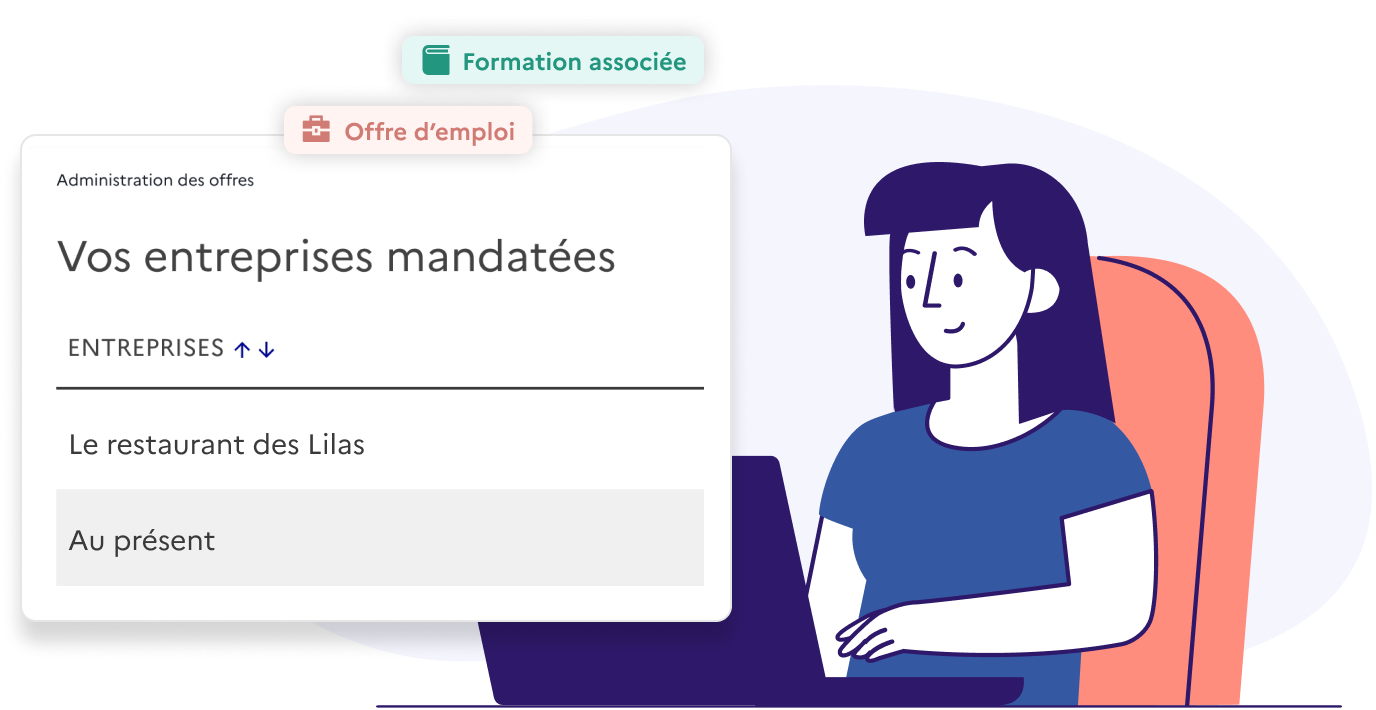 Formation associée
Offre d’emploi
Administration des offres
Vos entreprises mandatées
ENTREPRISES ↑ ↓
Le restaurant des Lilas
Au présent